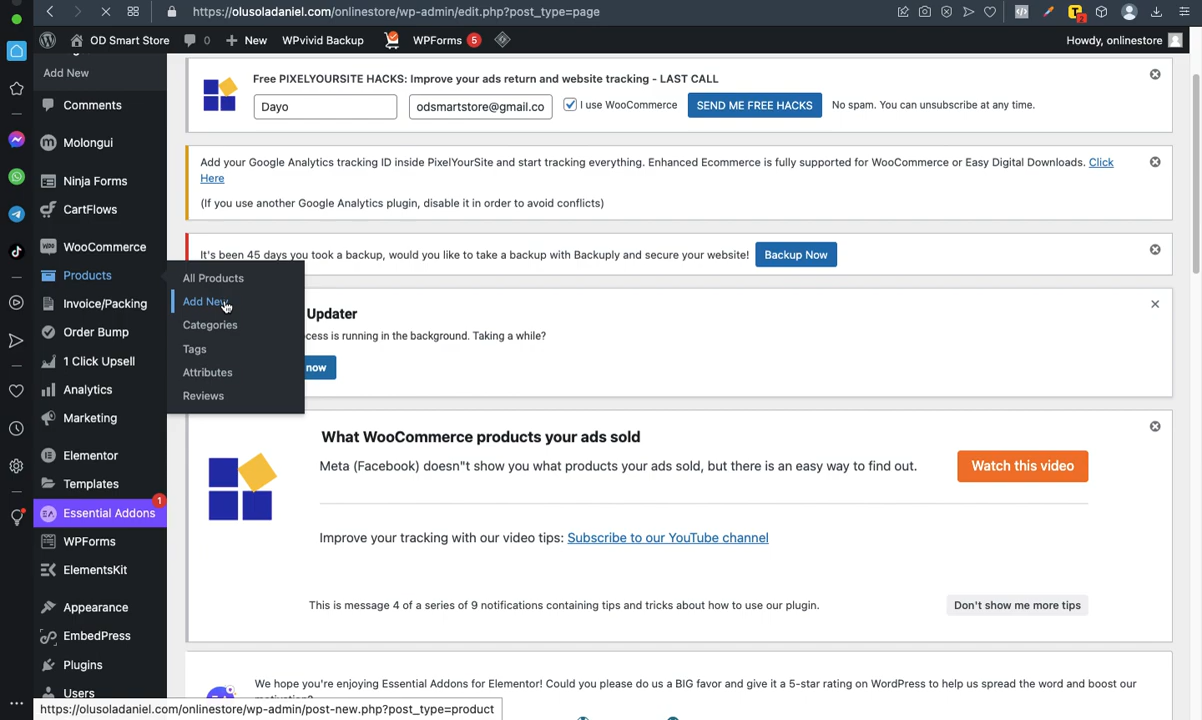 https://olusoladaniel.com/onlinestore/wp-admin/edit.php?post_type=page
2
OD Smart Store
0
New
WPvivid Backup
WPForms
5
Howdy, onlinestore
Add New
Comments
Molongui
Ninja Forms
CartFlows
WooCommerce
Products
Invoice/Packing
Order Bump
1 Click Upsell
Analytics
Marketing
Elementor
Templates
Essential Addons
1
WPForms
ElementsKit
Appearance
EmbedPress
Plugins
Users
All Products
Add New
Categories
Tags
Attributes
Reviews
Free PIXELYOURSITE HACKS: Improve your ads return and website tracking - LAST CALL
Dayo
odsmartstore@gmail.co
I use WooCommerce
SEND ME FREE HACKS
No spam. You can unsubscribe at any time.
Add your Google Analytics tracking ID inside PixelYourSite and start tracking everything. Enhanced Ecommerce is fully supported for WooCommerce or Easy Digital Downloads. Click
Here
(If you use another Google Analytics plugin, disable it in order to avoid conflicts)
It's been 45 days you took a backup, would you like to take a backup with Backuply and secure your website!
Backup Now
Updater
cess is running in the background. Taking a while?
now
What WooCommerce products your ads sold
Meta (Facebook) doesn"t show you what products your ads sold, but there is an easy way to find out.
Watch this video
Improve your tracking with our video tips: Subscribe to our YouTube channel
This is message 4 of a series of 9 notifications containing tips and tricks about how to use our plugin.
Don't show me more tips
We hope you're enjoying Essential Addons for Elementor! Could you please do us a BIG favor and give it a 5-star rating on WordPress to help us spread the word and boost our
https://olusoladaniel.com/onlinestore/wp-admin/post-new.php?post_type=product